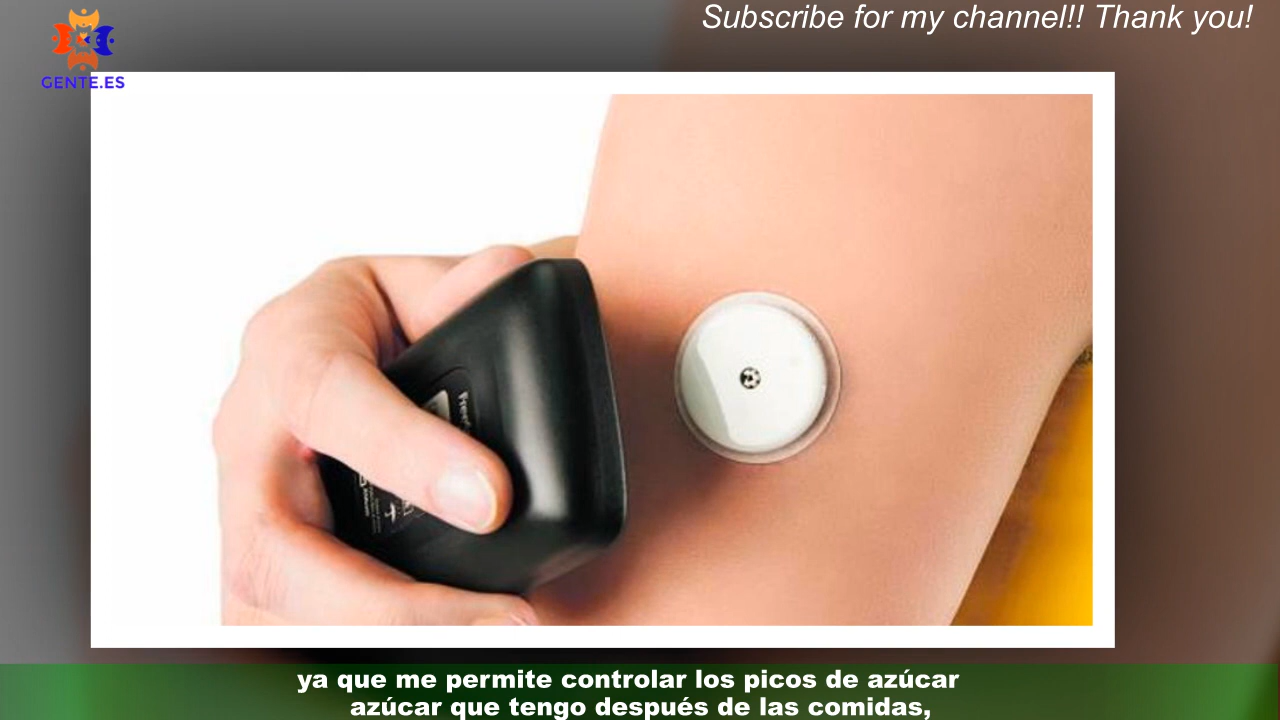 Subscribe for my channel!! Thank you!
GENTE.ES
ya que me permite controlar los picos de azúcar
azúcar que tengo después de las comidas,